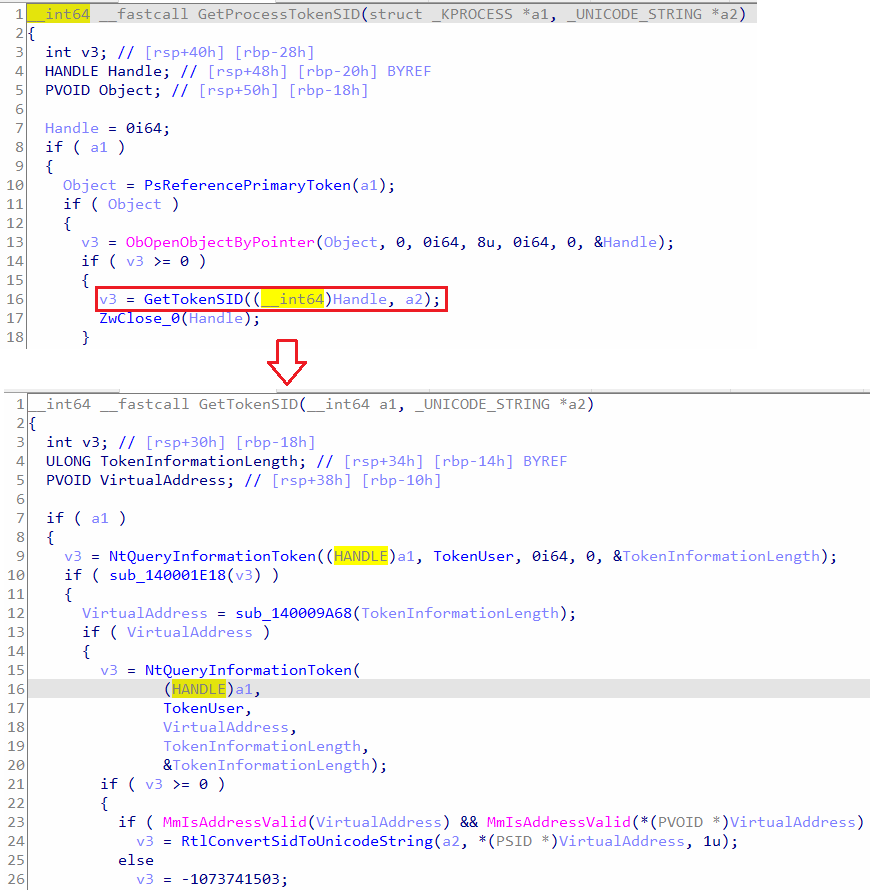 1 __int64 __fastcall GetProcessTokenSID(struct _KPROCESS *a1, _UNICODE_STRING *a2)
2 {
3 int v3; // [rsp+40h] [rbp-28h]
4 HANDLE Handle; // [rsp+48h] [rbp-20h] BYREF
5 PVOID Object; // [rsp+50h] [rbp-18h]
6
7 Handle = 0i64;
8 if ( a1 )
9 {
10 Object = PsReferencePrimaryToken(a1);
11 if ( Object )
12 {
13 v3 = ObOpenObjectByPointer(Object, 0, 0i64, 8u, 0i64, 0, &Handle);
14 if ( v3 >= 0 )
15 {
16 v3 = GetTokenSID((__int64)Handle, a2);
17 ZwClose_0(Handle);
18 }
1 __int64 __fastcall GetTokenSID(__int64 a1, _UNICODE_STRING *a2)
2 {
3 int v3; // [rsp+30h] [rbp-18h]
4 ULONG TokenInformationLength; // [rsp+34h] [rbp-14h] BYREF
5 PVOID VirtualAddress; // [rsp+38h] [rbp-10h]
6
7 if ( a1 )
8 {
9 v3 = NtQueryInformationToken((HANDLE)a1, TokenUser, 0i64, 0, &TokenInformationLength);
10 if ( sub_140001E18(v3) )
11 {
12 VirtualAddress = sub_140009A68(TokenInformationLength);
13 if ( VirtualAddress )
14 {
15 v3 = NtQueryInformationToken(
16 (HANDLE)a1,
17 TokenUser,
18 VirtualAddress,
19 TokenInformationLength,
20 &TokenInformationLength);
21 if ( v3 >= 0 )
22 {
23 if ( MmIsAddressValid(VirtualAddress) && MmIsAddressValid(*(PVOID *)VirtualAddress)
24 v3 = RtlConvertSidToUnicodeString(a2, *(PSID *)VirtualAddress, 1u);
25 else
26 v3 = -1073741503;